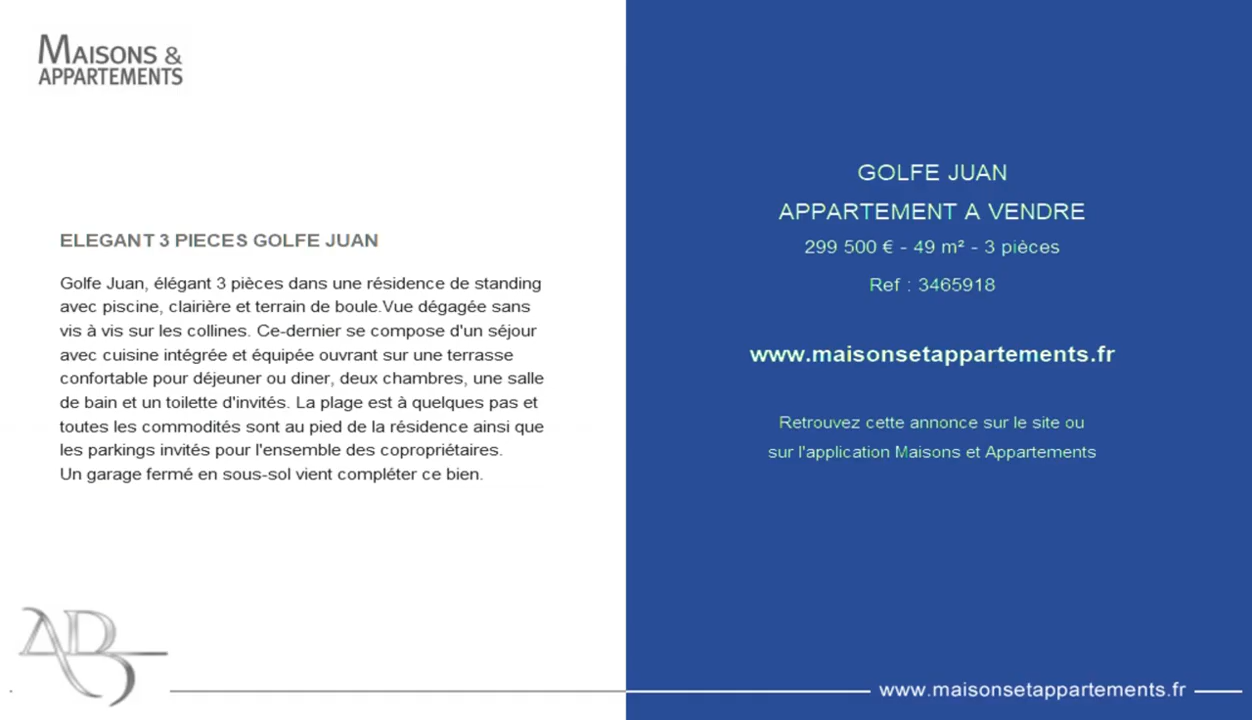 MAISONS &
APPARTEMENTS
ELEGANT 3 PIECES GOLFE JUAN
Golfe Juan, élégant 3 pièces dans une résidence de standing
avec piscine, clairière et terrain de boule.Vue dégagée sans
vis à vis sur les collines. Ce-dernier se compose d'un séjour
avec cuisine intégrée et équipée ouvrant sur une terrasse
confortable pour déjeuner ou diner, deux chambres, une salle
de bain et un toilette d'invités. La plage est à quelques pas et
toutes les commodités sont au pied de la résidence ainsi que
les parkings invités pour l'ensemble des copropriétaires.
Un garage fermé en sous-sol vient compléter ce bien.
AB
GOLFE JUAN
APPARTEMENT A VENDRE
299 500 € - 49 m² - 3 pièces
Ref : 3465918
www.maisonsetappartements.fr
Retrouvez cette annonce sur le site ou
sur l'application Maisons et Appartements
www.maisonsetappartements.fr